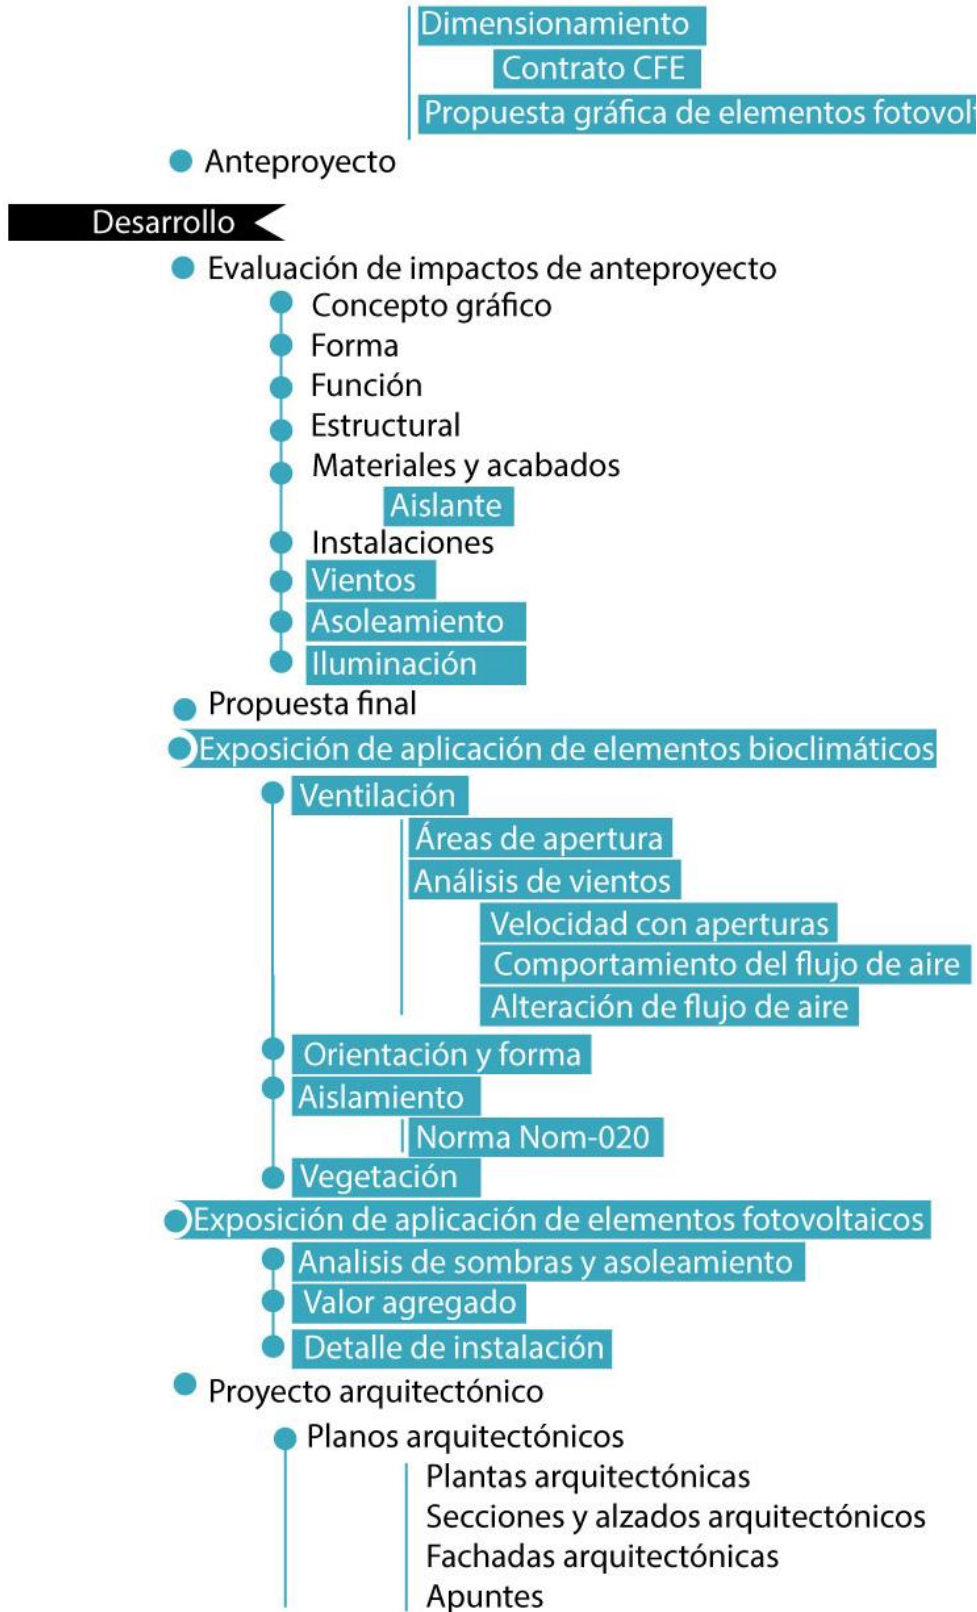 Dimensionamiento
Contrato CFE
Propuesta gráfica de elementos
Anteproyecto
Desarrollo
Evaluación de impactos de anteproyecto
Concepto gráfico
Forma
Función
Estructural
Materiales y acabados
Aislante
Instalaciones
Vientos
Asoleamiento
Iluminación
Propuesta final
Exposición de aplicación de elementos bioclimáticos
Ventilación
Áreas de apertura
Análisis de vientos
Velocidad con aperturas
Comportamiento del flujo de aire
Alteración de flujo de aire
Orientación y forma
Aislamiento
Norma Nom-020
Vegetación
Exposición de aplicación de elementos fotovoltaicos
Analisis de sombras y asoleamiento
Valor agregado
Detalle de instalación
Proyecto arquitectónico
Planos arquitectónicos
Plantas arquitectónicas
Secciones y alzados arquitectónicos
Fachadas arquitectónicas
Apuntes